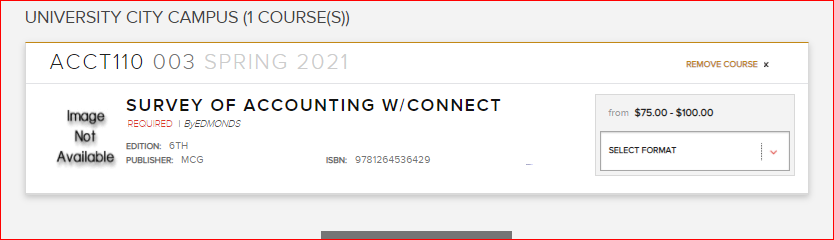 UNIVERSITY CITY CAMPUS (1 COURSE(S))
ACCT110 003 SPRING 2021
REMOVE COURSE x
Image
Not
Available
SURVEY OF ACCOUNTING W/CONNECT
REQUIRED | ByEDMONDS
EDITION: 6TH
PUBLISHER: MCG
ISBN: 9781264536429
from $75.00 - $100.00
SELECT FORMAT